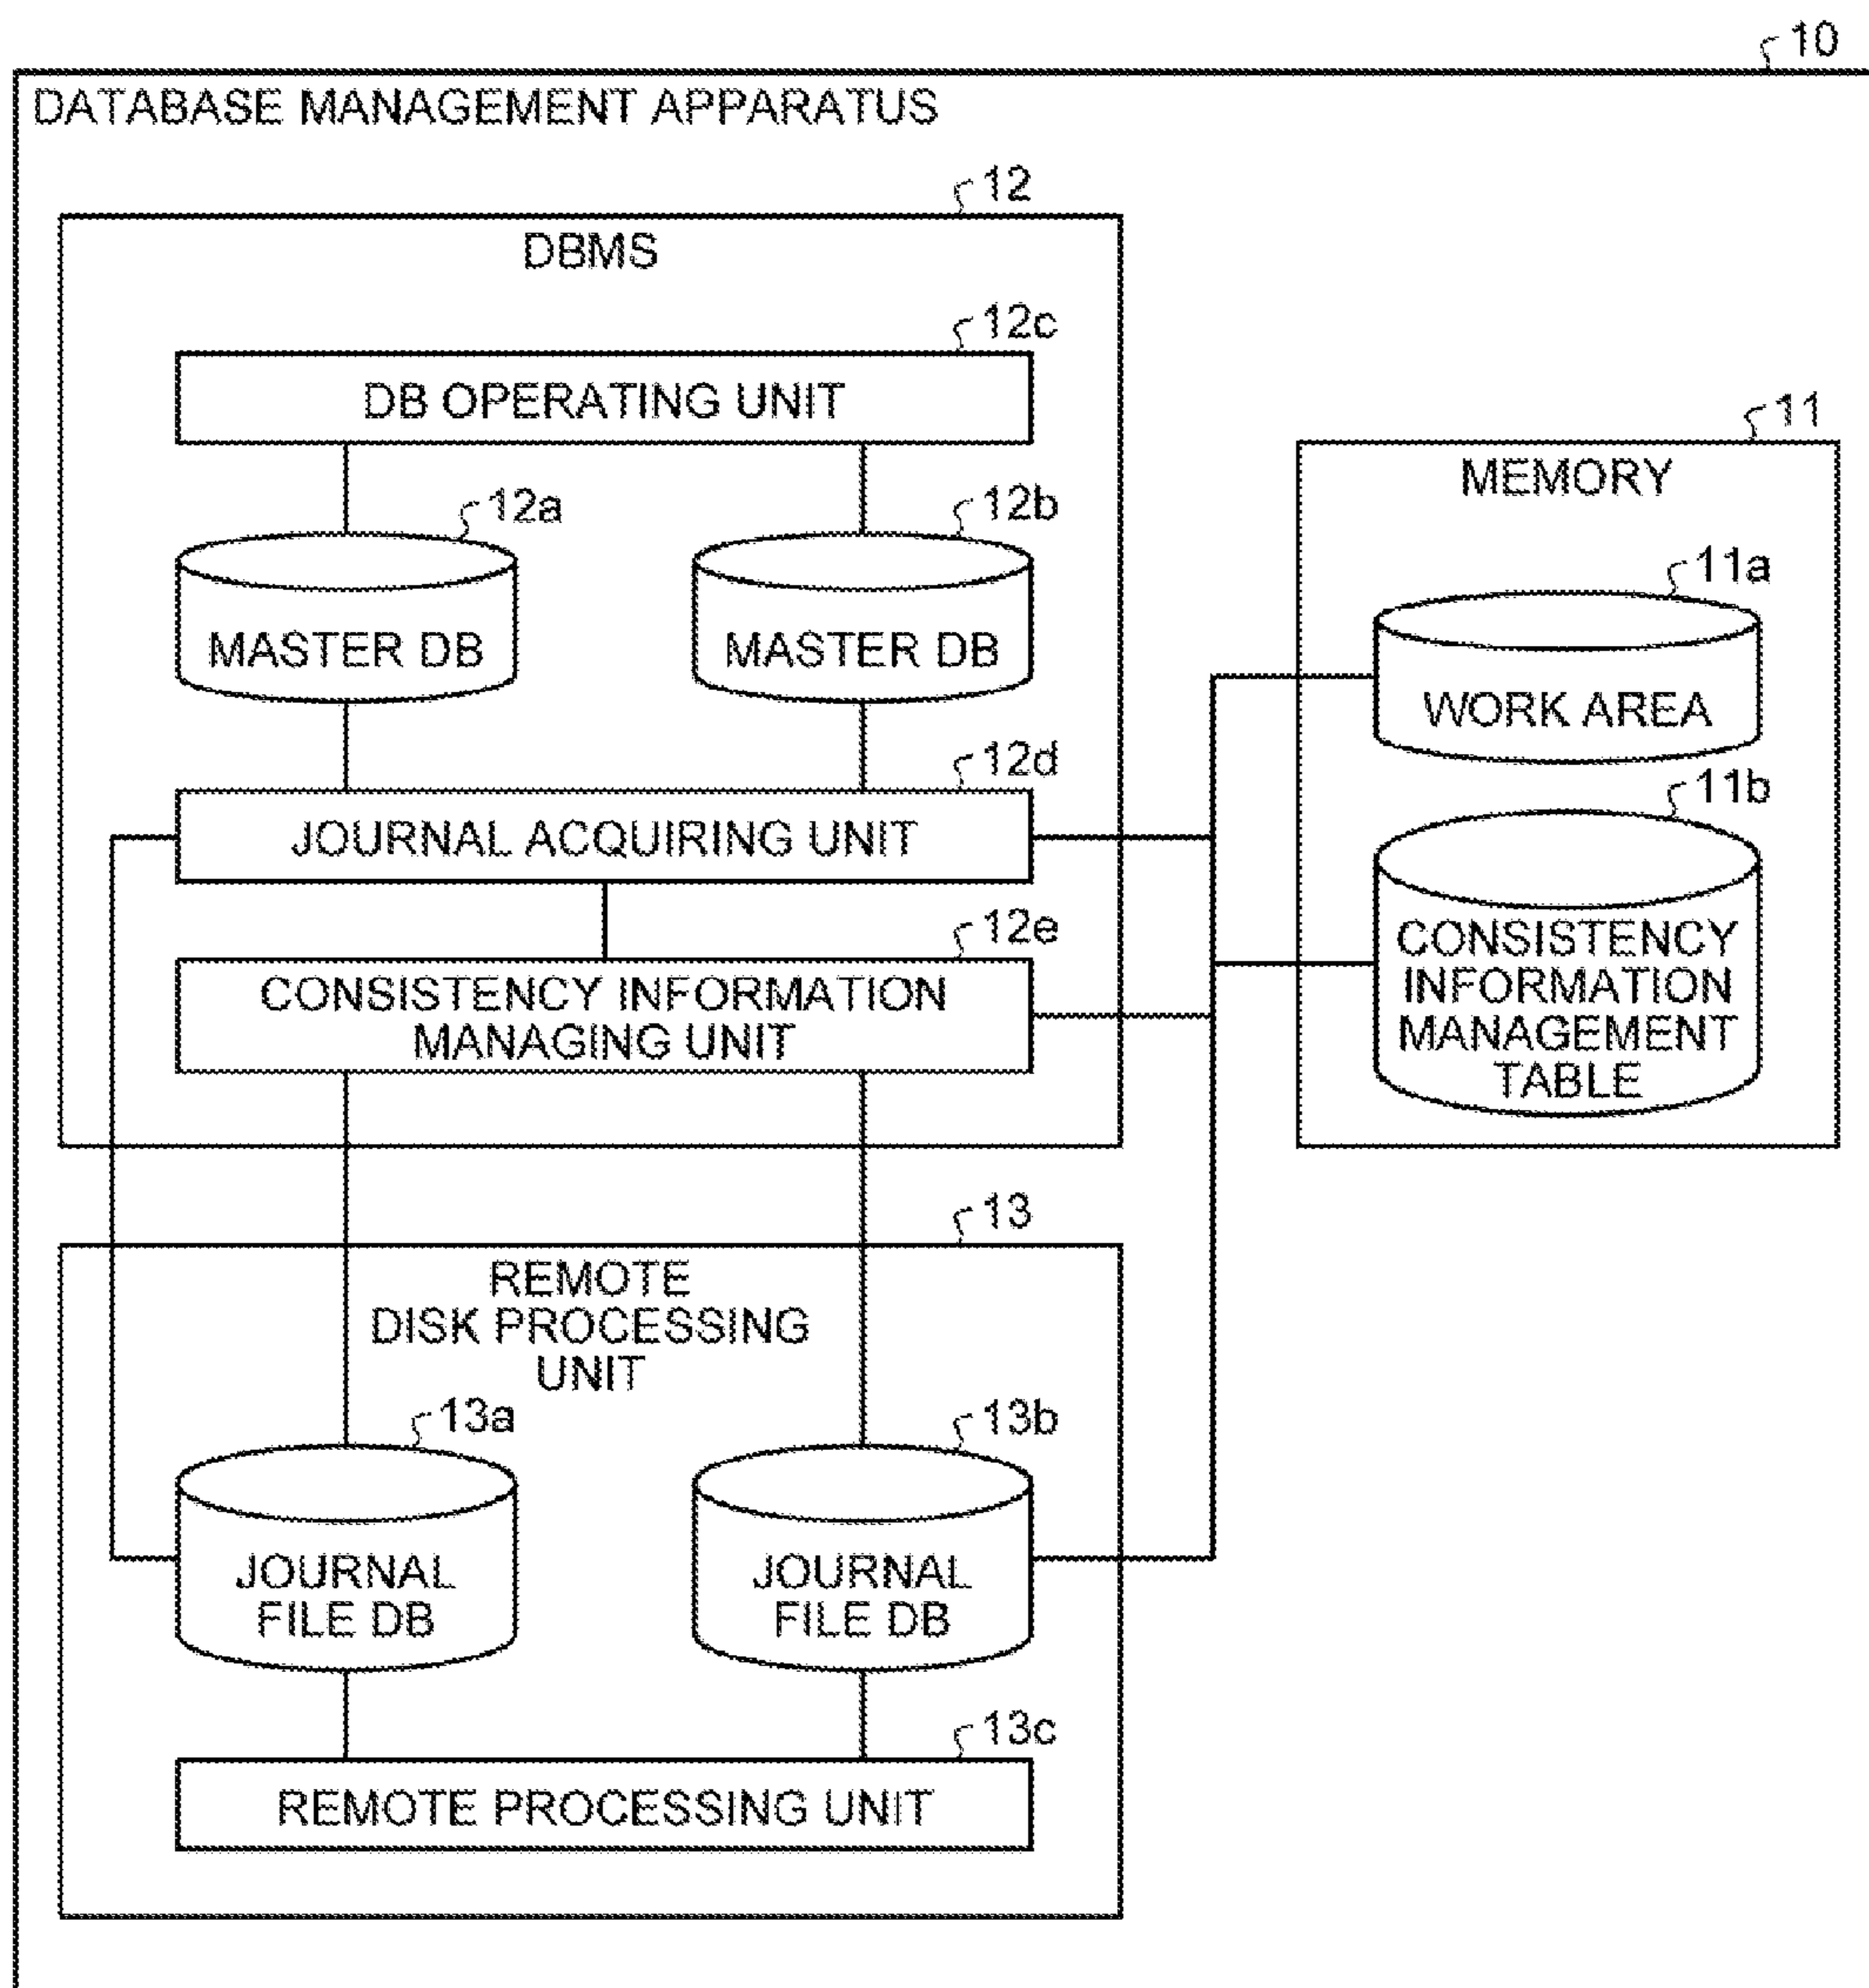 10
DATABASE MANAGEMENT APPARATUS
12
DBMS
12c
DB OPERATING UNIT
12a
12b
MASTER DB
MASTER DB
12d
JOURNAL ACQUIRING UNIT
12e
CONSISTENCY INFORMATION
MANAGING UNIT
11
MEMORY
11a
WORK AREA
11b
CONSISTENCY
INFORMATION
MANAGEMENT
TABLE
13
REMOTE
DISK PROCESSING
UNIT
13a
13b
JOURNAL
FILE DB
JOURNAL
FILE DB
13c
REMOTE PROCESSING UNIT